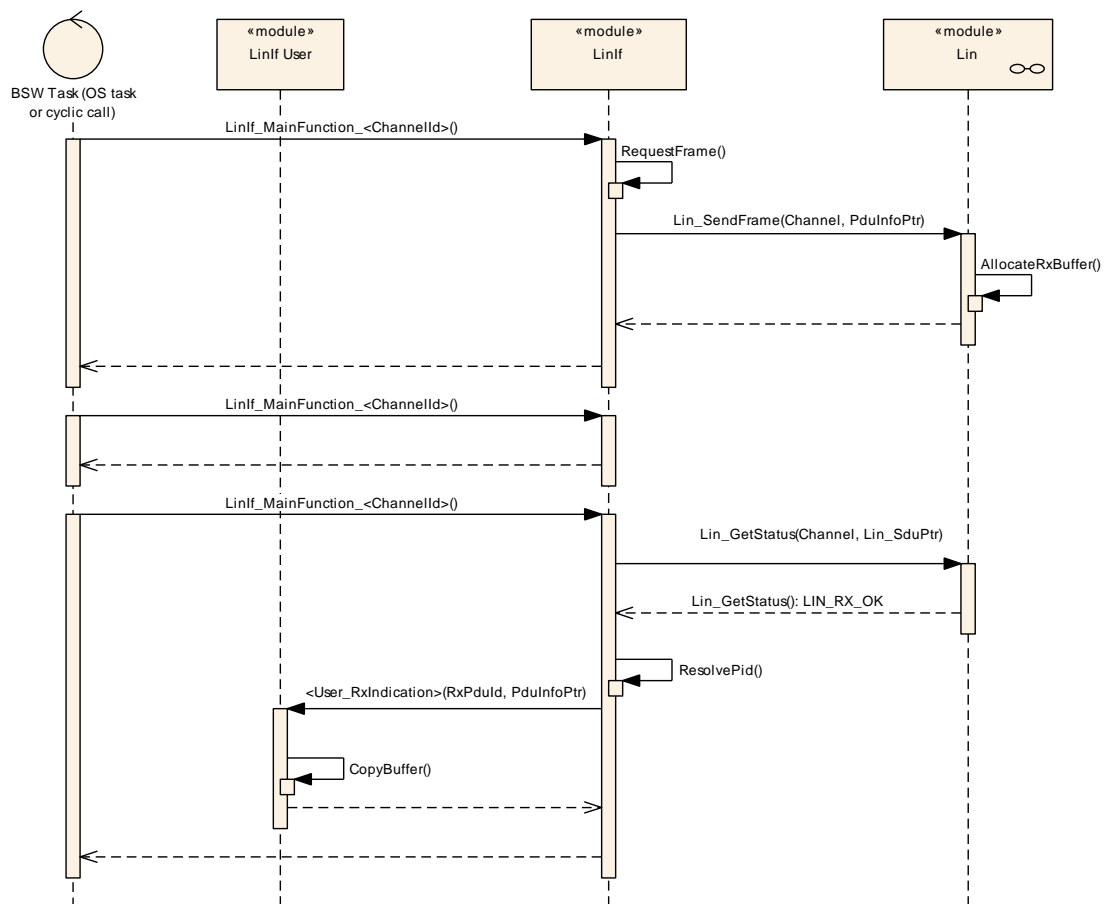 «module»
«module»
«module»
LinIf User
LinIf
Lin
BSW Task (OS task
or cyclic call)
LinIf_MainFunction_<ChannelId>()
RequestFrame()
Lin_SendFrame(Channel, PduInfoPtr)
AllocateRxBuffer()
LinIf_MainFunction_<ChannelId>()
LinIf_MainFunction_<ChannelId>()
Lin_GetStatus(Channel, Lin_SduPtr)
Lin_GetStatus(): LIN_RX_OK
ResolvePid()
<User_RxIndication>(RxPduId, PduInfoPtr)
CopyBuffer()